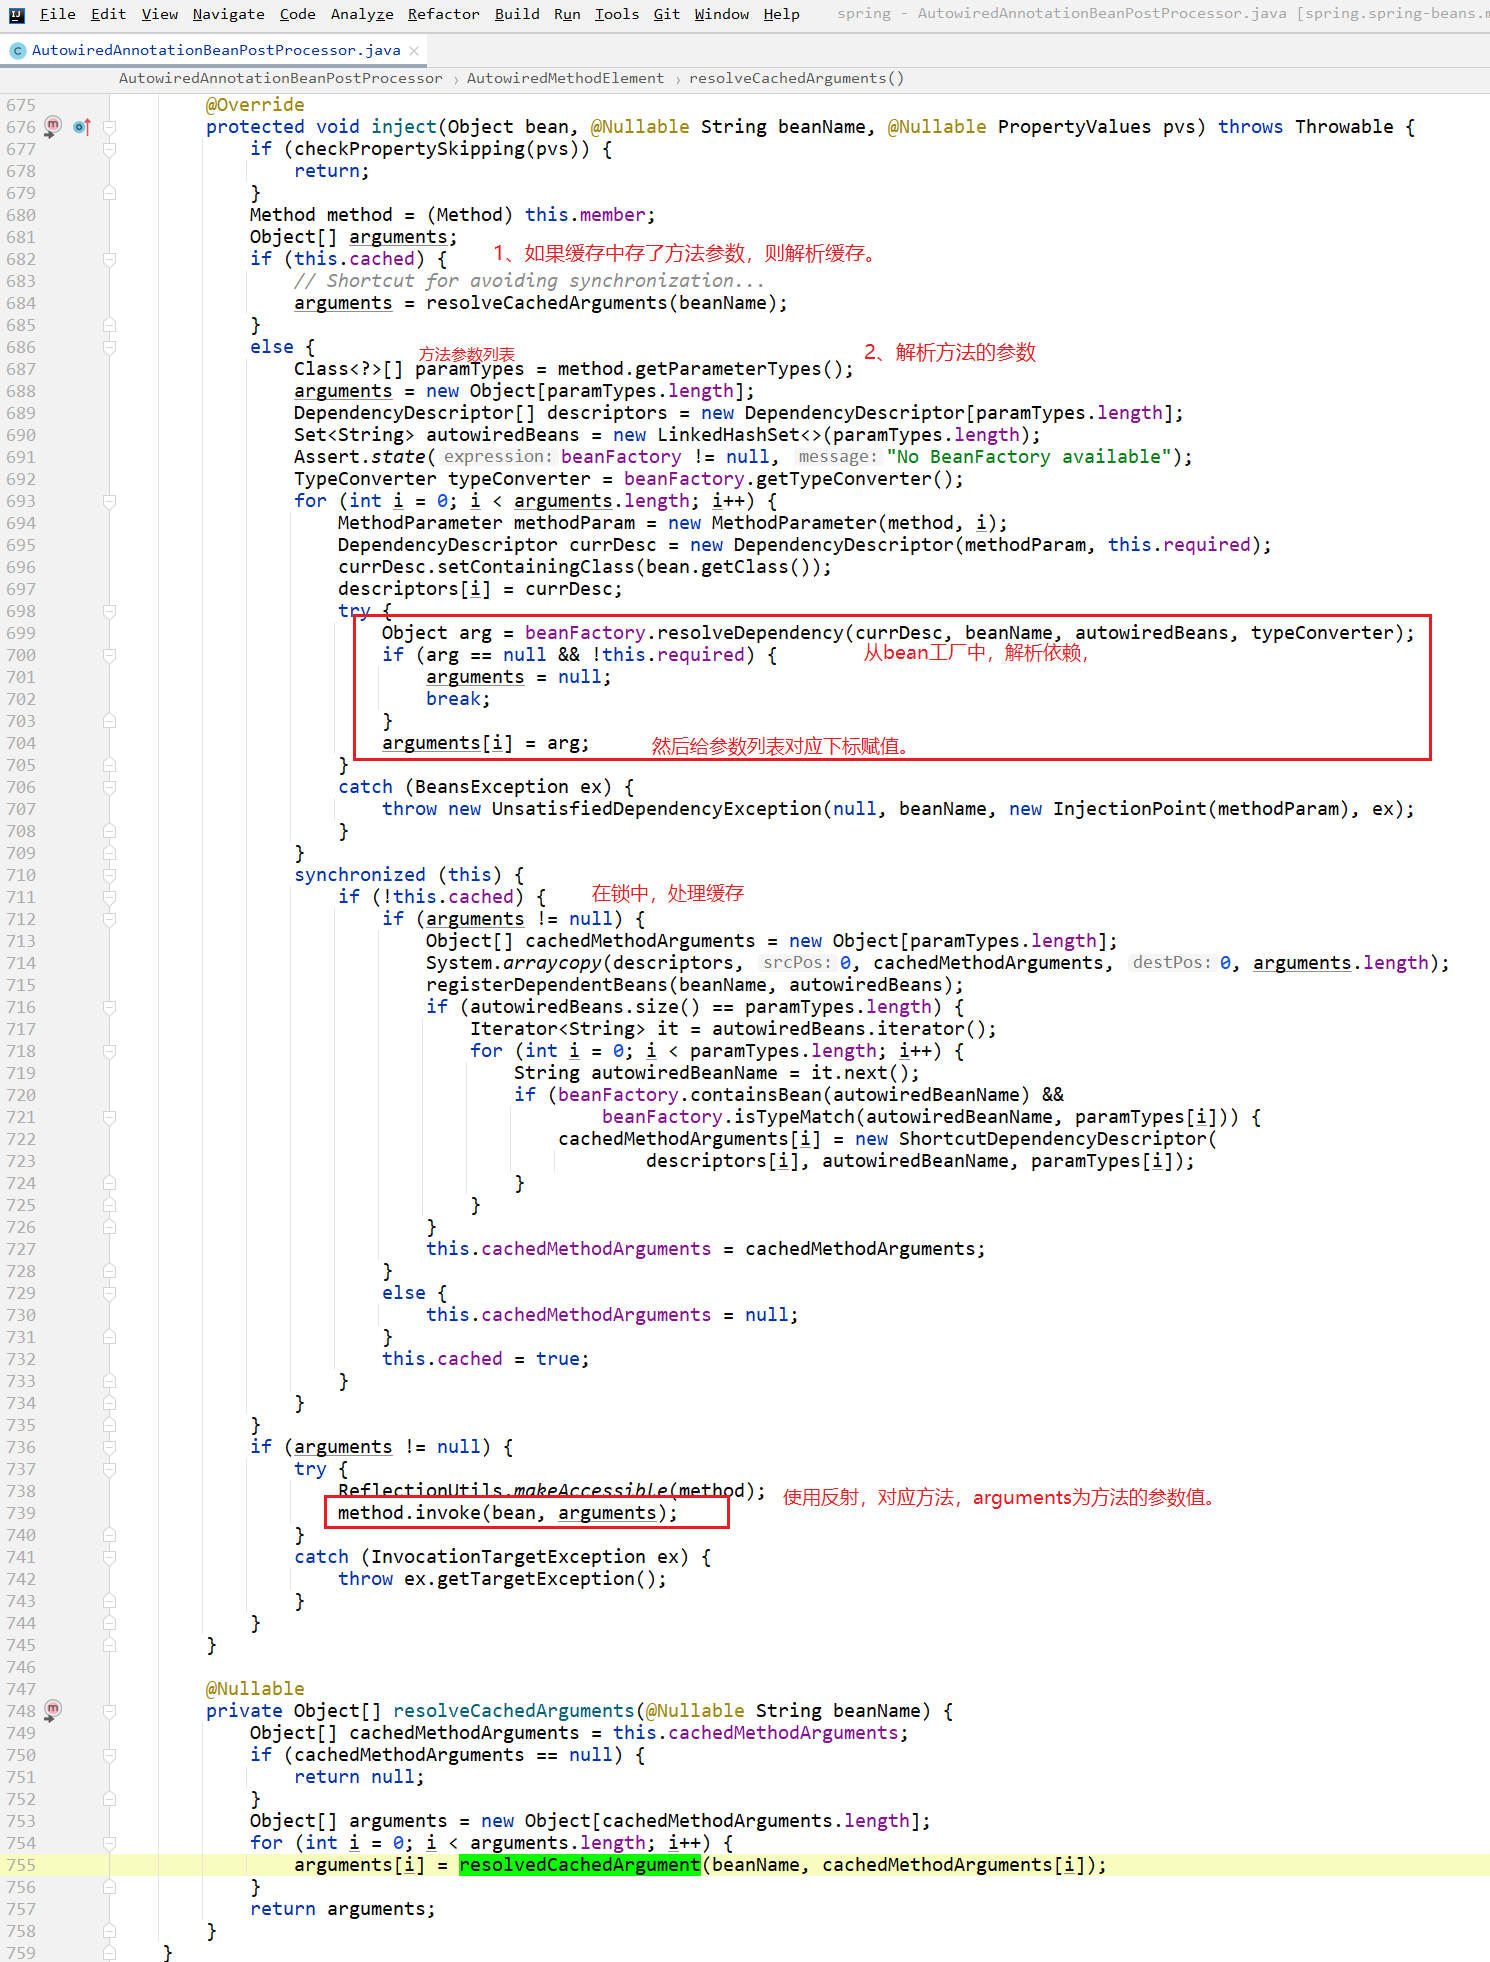 File Edit View Navigate Code Analyze Refactor Build Run Tools Git Window Help spring - AutowiredAnnotationBeanPostProcessor.java [spring.spring-beans.m
AutowiredAnnotationBeanPostProcessor.java
AutowiredAnnotationBeanPostProcessor › AutowiredMethodElement › resolveCachedArguments()
675 @Override
676 protected void inject(Object bean, @Nullable String beanName, @Nullable PropertyValues pvs) throws Throwable {
677 if (checkPropertySkipping(pvs)) {
678 return;
679 }
680 Method method = (Method) this.member;
681 Object[] arguments;
1、如果缓存中存了方法参数，则解析缓存。
682 if (this.cached) {
683 // Shortcut for avoiding synchronization...
684 arguments = resolveCachedArguments(beanName);
685 }
686 else {
方法参数列表 2、解析方法的参数
687 Class<?>[] paramTypes = method.getParameterTypes();
688 arguments = new Object[paramTypes.length];
689 DependencyDescriptor[] descriptors = new DependencyDescriptor[paramTypes.length];
690 Set<String> autowiredBeans = new LinkedHashSet<>(paramTypes.length);
691 Assert.state( expression: beanFactory != null, message: "No BeanFactory available");
692 TypeConverter typeConverter = beanFactory.getTypeConverter();
693 for (int i = 0; i < arguments.length; i++) {
694 MethodParameter methodParam = new MethodParameter(method, i);
695 DependencyDescriptor currDesc = new DependencyDescriptor(methodParam, this.required);
696 currDesc.setContainingClass(bean.getClass());
697 descriptors[i] = currDesc;
698 try {
699 Object arg = beanFactory.resolveDependency(currDesc, beanName, autowiredBeans, typeConverter);
700 if (arg == null && !this.required) { 从bean工厂中，解析依赖，
701 arguments = null;
702 break;
703 }
704 arguments[i] = arg; 然后给参数列表对应下标赋值。
705 }
706 catch (BeansException ex) {
707 throw new UnsatisfiedDependencyException(null, beanName, new InjectionPoint(methodParam), ex);
708 }
709 }
710 synchronized (this) {
711 if (!this.cached) { 在锁中，处理缓存
712 if (arguments != null) {
713 Object[] cachedMethodArguments = new Object[paramTypes.length];
714 System.arraycopy(descriptors, srcPos: 0, cachedMethodArguments, destPos: 0, arguments.length);
715 registerDependentBeans(beanName, autowiredBeans);
716 if (autowiredBeans.size() == paramTypes.length) {
717 Iterator<String> it = autowiredBeans.iterator();
718 for (int i = 0; i < paramTypes.length; i++) {
719 String autowiredBeanName = it.next();
720 if (beanFactory.containsBean(autowiredBeanName) &&
721 beanFactory.isTypeMatch(autowiredBeanName, paramTypes[i])) {
722 cachedMethodArguments[i] = new ShortcutDependencyDescriptor(
723 descriptors[i], autowiredBeanName, paramTypes[i]);
724 }
725 }
726 }
727 this.cachedMethodArguments = cachedMethodArguments;
728 }
729 else {
730 this.cachedMethodArguments = null;
731 }
732 this.cached = true;
733 }
734 }
735 }
736 if (arguments != null) {
737 try {
738 ReflectionUtils.makeAccessible(method); 使用反射，对应方法，arguments为方法的参数值。
739 method.invoke(bean, arguments);
740 }
741 catch (InvocationTargetException ex) {
742 throw ex.getTargetException();
743 }
744 }
745 }
746
747 @Nullable
748 private Object[] resolveCachedArguments(@Nullable String beanName) {
749 Object[] cachedMethodArguments = this.cachedMethodArguments;
750 if (cachedMethodArguments == null) {
751 return null;
752 }
753 Object[] arguments = new Object[cachedMethodArguments.length];
754 for (int i = 0; i < arguments.length; i++) {
755 arguments[i] = resolvedCachedArgument(beanName, cachedMethodArguments[i]);
756 }
757 return arguments;
758 }
759 }